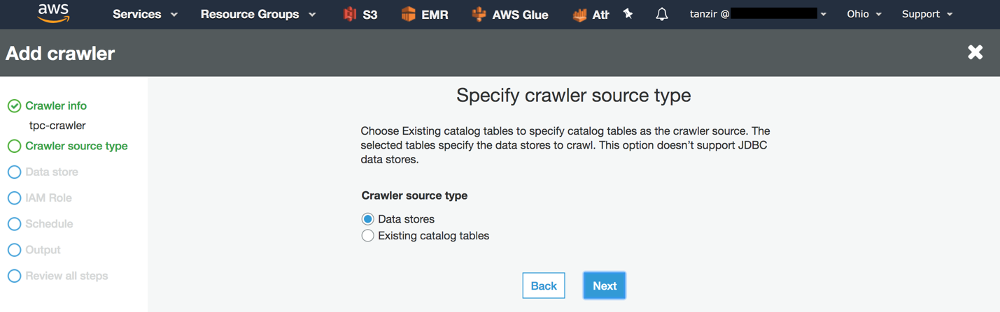 aws Services Resource Groups S3 EMR AWS Glue Ath tanzir @ Ohio Support
Add crawler
Crawler info
tpc-crawler
Crawler source type
Data store
IAM Role
Schedule
Output
Review all steps
Specify crawler source type
Choose Existing catalog tables to specify catalog tables as the crawler source. The
selected tables specify the data stores to crawl. This option doesn’t support JDBC
data stores.
Crawler source type
Data stores
Existing catalog tables
Back Next